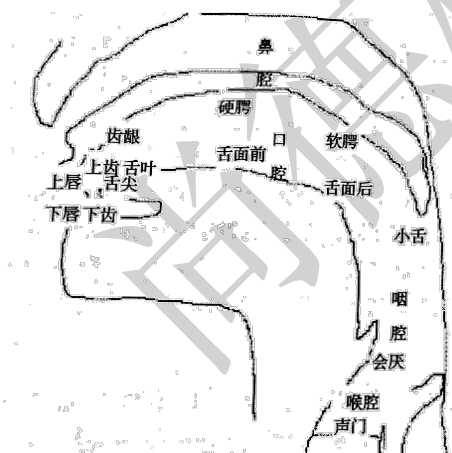 鼻
腔
硬腭
齿龈
口
软腭
舌面前
上齿 舌叶
腔
上唇
舌尖
舌面后
下唇 下齿
小舌
咽
腔
会厌
喉腔
声门
尚德